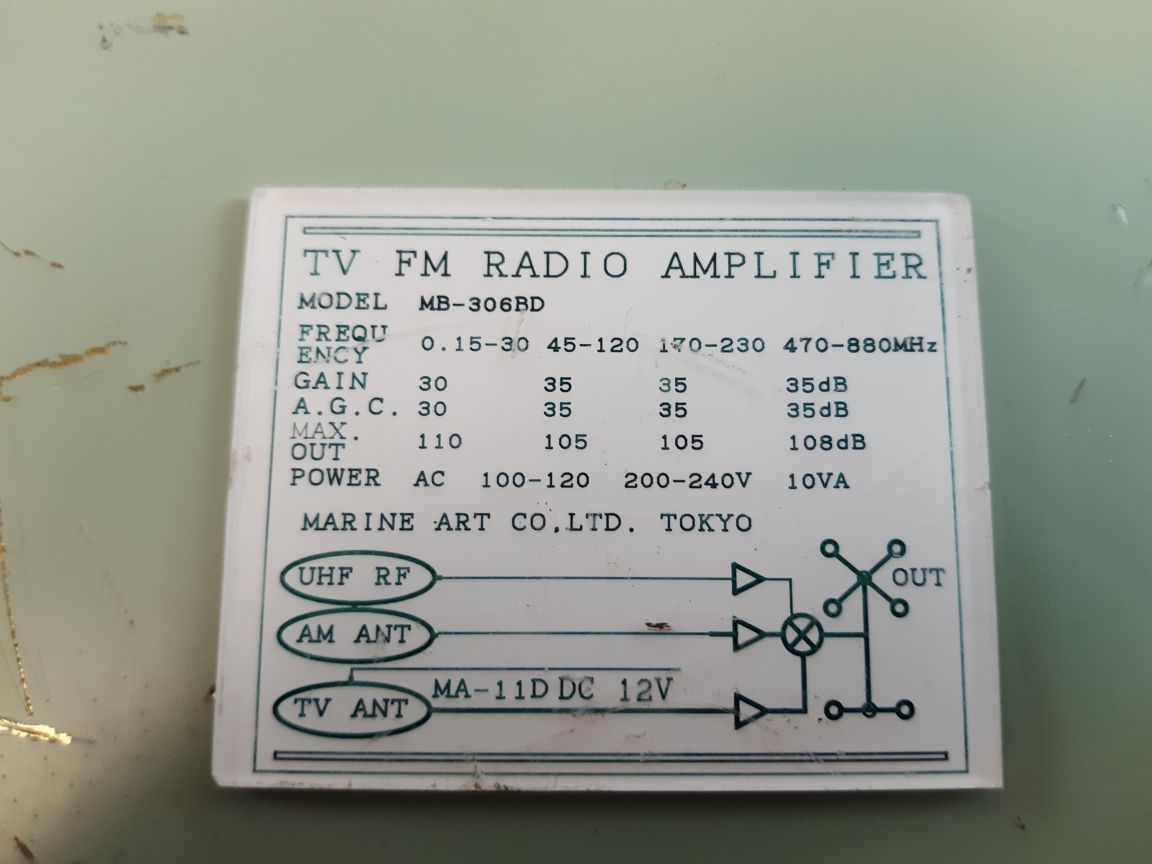 TV FM RADIO AMPLIFIER
MODEL MB-306BD
FREQU
ENCY 0.15-30 45-120 170-230 470-880MHz
GAIN 30 35 35 35dB
A.G.C. 30 35 35 35dB
MAX.
OUT 110 105 105 108dB
POWER AC 100-120 200-240V 10VA
MARINE ART CO,LTD. TOKYO
UHF RF
OUT
AM ANT
MA-11D DC 12V
TV ANT